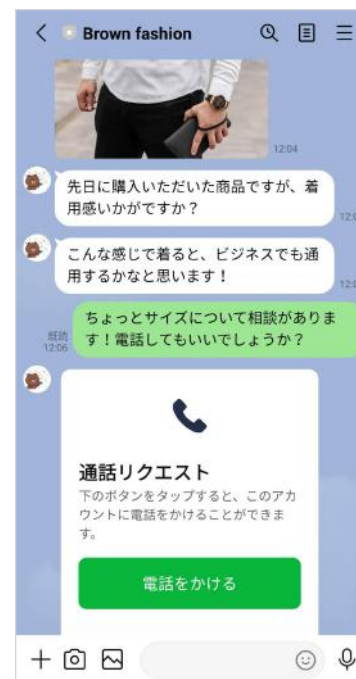 Brown fashion
12:04
先日に購入いただいた商品ですが、着
用感いかがですか？
こんな感じで着ると、ビジネスでも通
用するかなと思います！
ちょっとサイズについて相談がありま
す！電話してもいいでしょうか？
既読
12:06
通話リクエスト
下のボタンをタップすると、このアカ
ウントに電話をかけることができま
す。
電話をかける